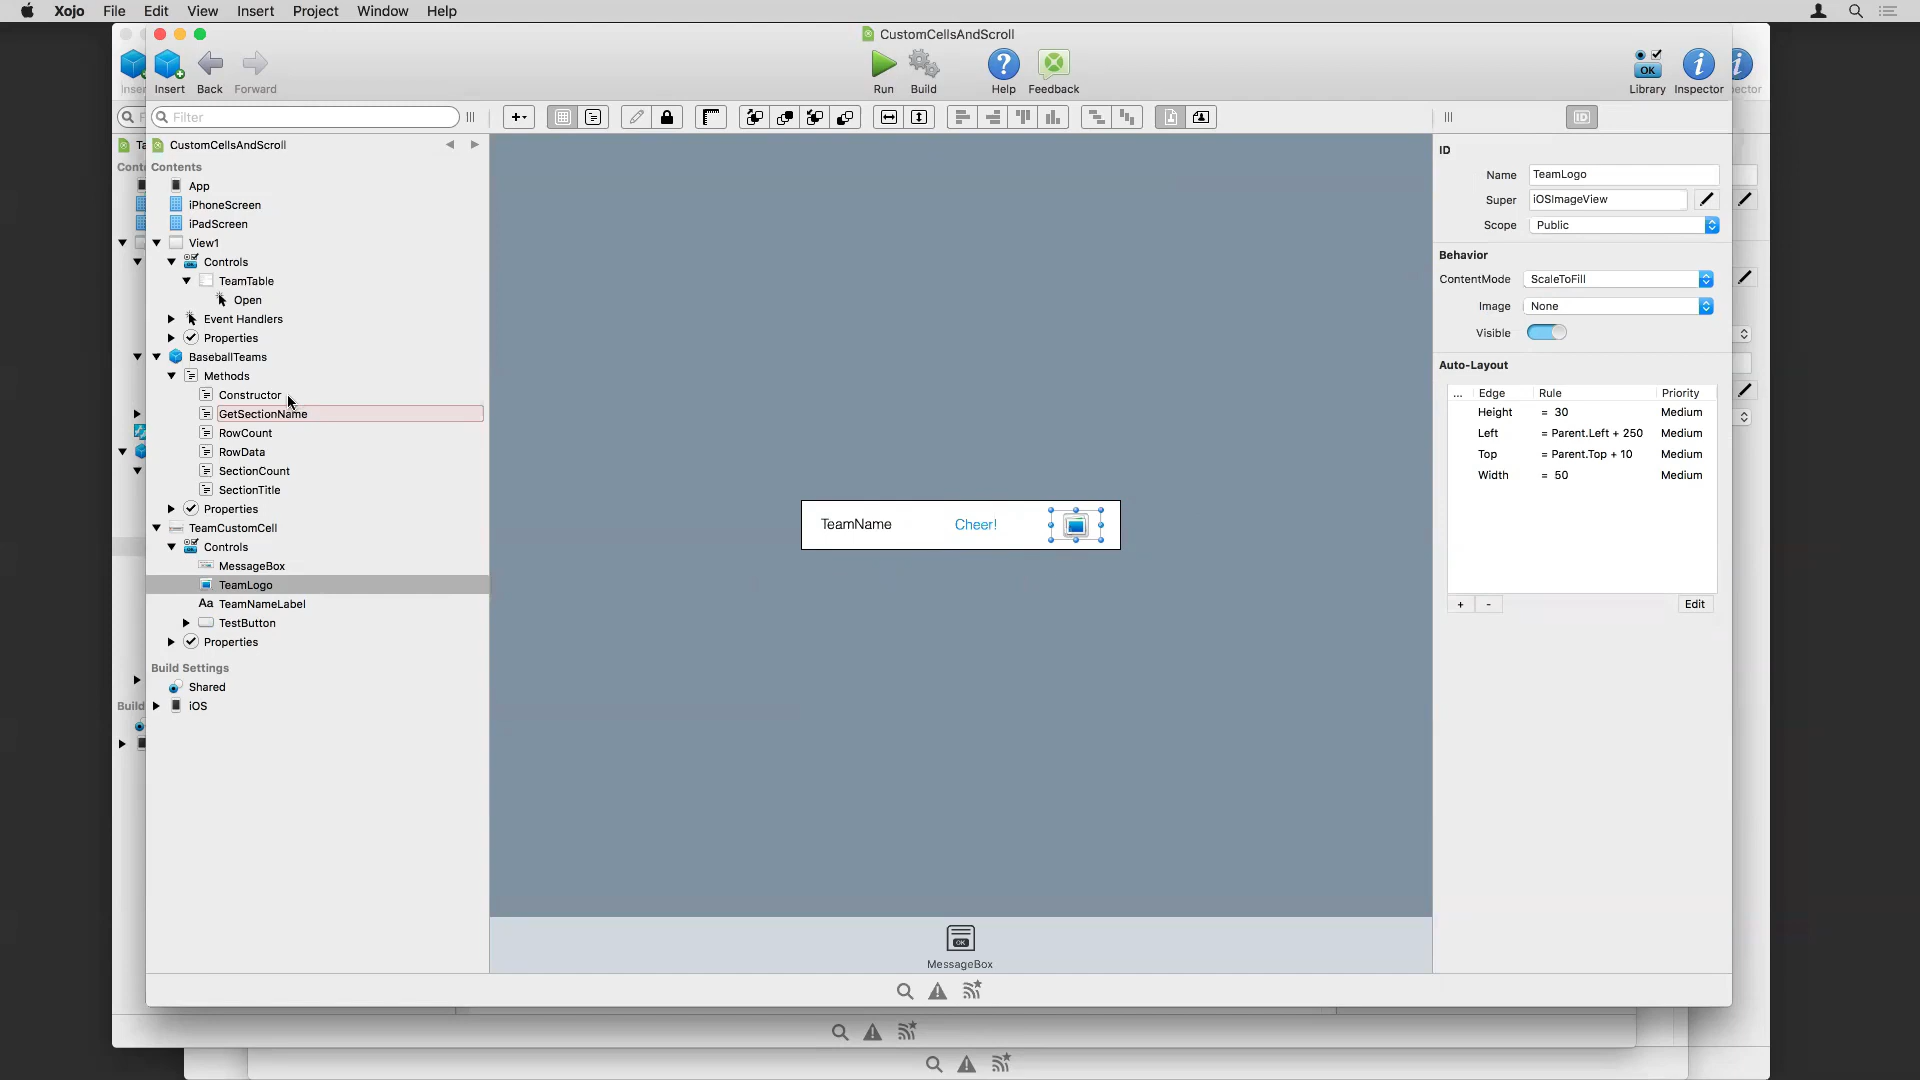 Xojo File Edit View Insert Project Window Help
CustomCellsAndScroll
Insert Back Forward Run Build Help Feedback Library Inspector
OK
Filter
ID
CustomCellsAndScroll
Contents
App
iPhoneScreen
iPadScreen
View1
Controls
TeamTable
Open
Event Handlers
Properties
BaseballTeams
Methods
Constructor
GetSectionName
RowCount
RowData
SectionCount
SectionTitle
Properties
TeamCustomCell
Controls
MessageBox
TeamLogo
Aa TeamNameLabel
TestButton
Properties
Build Settings
Shared
iOS
TeamName Cheer!
OK
MessageBox
ID
Name TeamLogo
Super iOSImageView
Scope Public
Behavior
ContentMode ScaleToFill
Image None
Visible
Auto-Layout
... Edge Rule Priority
Height = 30 Medium
Left = Parent.Left + 250 Medium
Top = Parent.Top + 10 Medium
Width = 50 Medium
+ - Edit